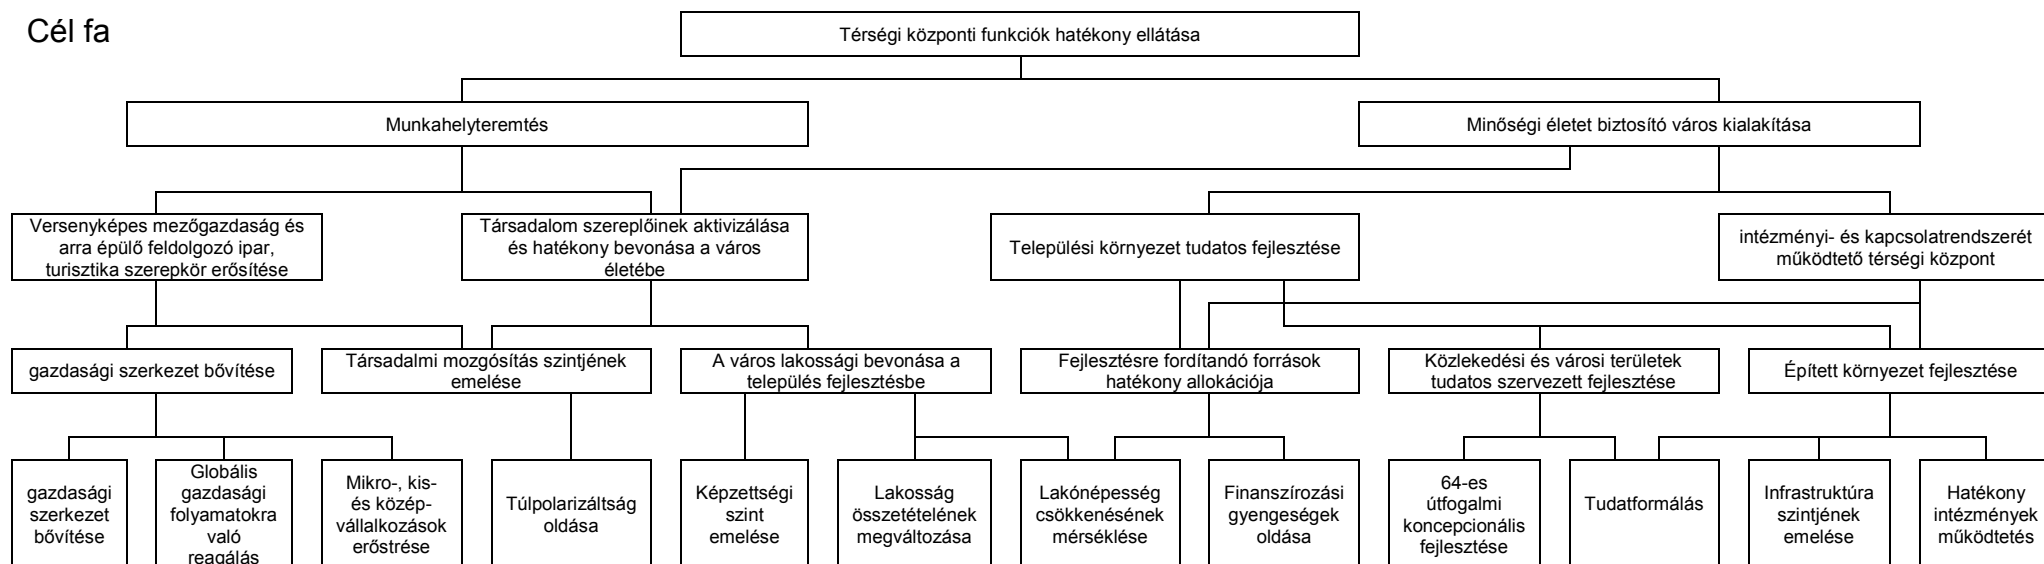 Cél fa
Térségi központi funkciók hatékony ellátása
Munkahelyteremtés
Minőségi életet biztosító város kialakítása
Versenyképes mezőgazdaság és
arra épülő feldolgozó ipar,
turisztika szerepkör erősítése
Társadalom szereplőinek aktivizálása
és hatékony bevonása a város
életébe
Települési környezet tudatos fejlesztése
intézményi- és kapcsolatrendszerét
működtető térségi központ
gazdasági szerkezet bővítése
Társadalmi mozgósítás szintjének
emelése
A város lakossági bevonása a
település fejlesztésbe
Fejlesztésre fordítandó források
hatékony allokációja
Közlekedési és városi területek
tudatos szervezett fejlesztése
Épített környezet fejlesztése
gazdasági
szerkezet
bővítése
Globális
gazdasági
folyamatokra
való
reagálás
Mikro-, kis-
és közép-
vállalkozások
erőstrése
Túlpolarizáltság
oldása
Képzettségi
szint
emelése
Lakosság
összetételének
megváltozása
Lakónépesség
csökkenésének
mérséklése
Finanszírozási
gyengeségek
oldása
64-es
útfogalmi
koncepcionális
fejlesztése
Tudatformálás
Infrastruktúra
szintjének
emelése
Hatékony
intézmények
működtetés